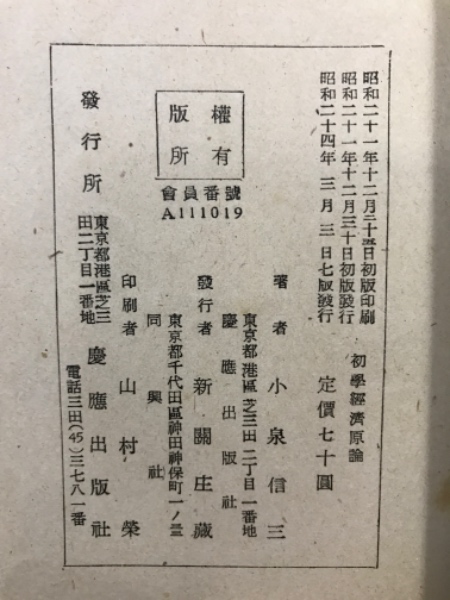 昭和二十一年十二月二十五日初版印刷
昭和二十一年十二月三十日初版發行
昭和二十四年三月三日七版發行
初學經濟原論
定價七十圓
著者 小泉信三
東京都港區芝三田二丁目一番地
慶應出版社
發行者 新關庄藏
東京都千代田區神田神保町一ノ三
同興社
印刷者 山村榮
東京都港區芝三
田二丁目一番地
發行所 慶應出版社
電話三田(45)三七八一番
權有
版所
會員番號
A111019